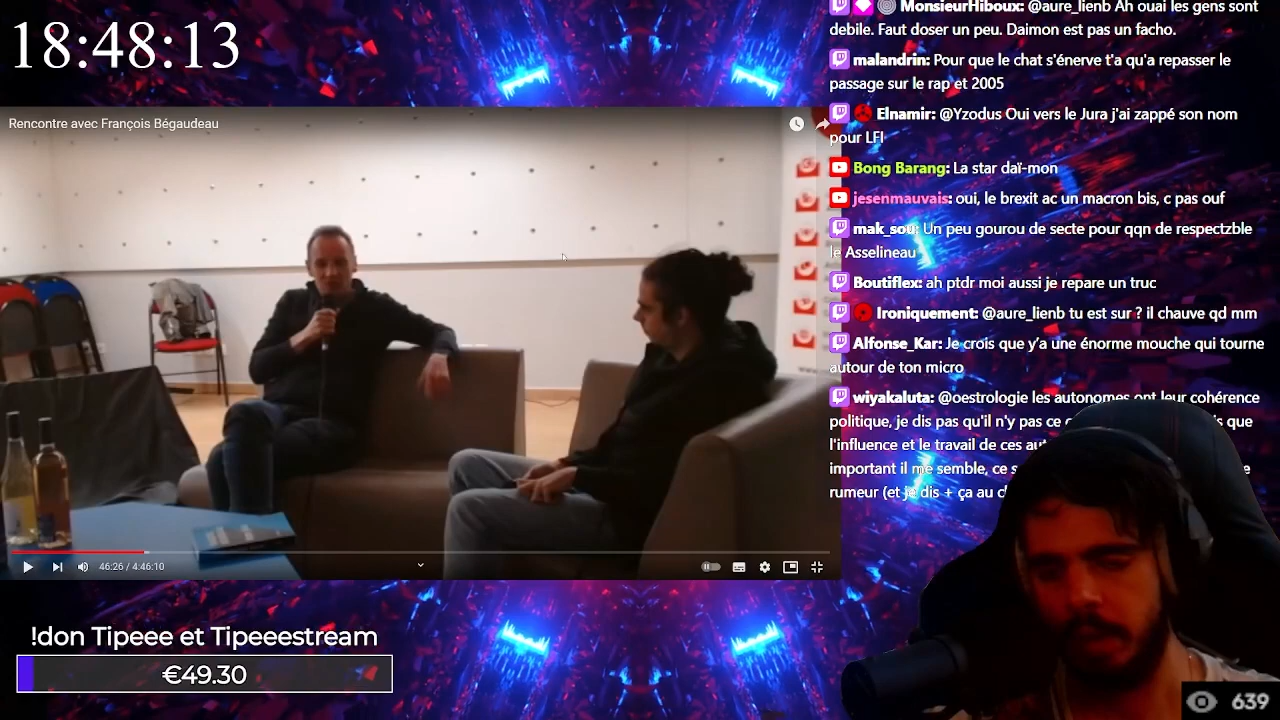 18:48:13
Rencontre avec François Bégaudeau
46:26 / 4:46:10
!don Tipeee et Tipeeestream
€49.30
MonsieurHiboux: @aure_lienb Ah ouai les gens sont
debile. Faut doser un peu. Daimon est pas un facho.
malandrin: Pour que le chat s'énerve t'a qu'a repasser le
passage sur le rap et 2005
Elnamir: @Yzodus Oui vers le Jura j'ai zappé son nom
pour LFI
Bong Barang: La star daï-mon
jesenmauvais: oui, le brexit ac un macron bis, c pas ouf
mak_sou: Un peu gourou de secte pour qqn de respectzble
le Asselineau
Boutiflex: ah ptdr moi aussi je repare un truc
Ironiquement: @aure_lienb tu est sur ? il chauve qd mm
Alfonse_Kar: Je crois que y'a une énorme mouche qui tourne
autour de ton micro
wiyakaluta: @oestrologie les autonomes ont leur cohérence
politique, je dis pas qu'il n'y pas ce que
l'influence et le travail de ces
important il me semble, ce
rumeur (et je dis + ça au
639